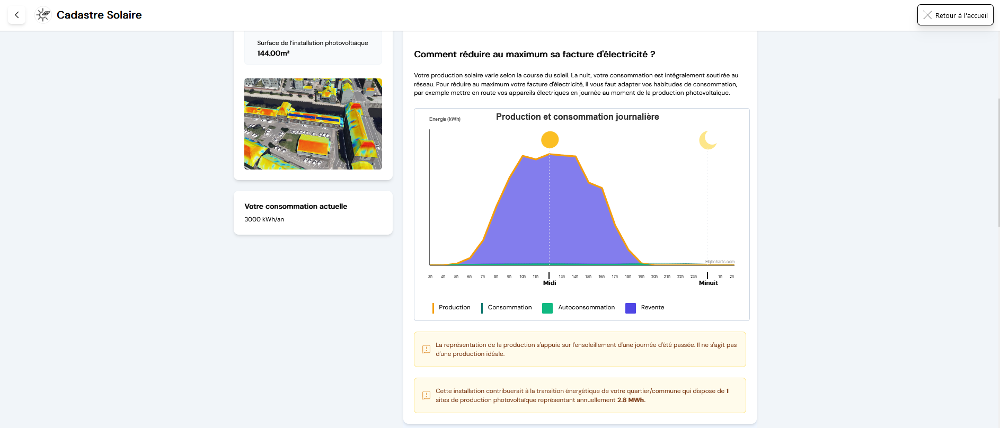 Cadastre Solaire
Retour à l'accueil
Surface de l'installation photovoltaïque
144.00m²
Votre consommation actuelle
3000 kWh/an
Comment réduire au maximum sa facture d'électricité ?
Votre production solaire varie selon la course du soleil. La nuit, votre consommation est intégralement soutirée au
réseau. Pour réduire au maximum votre facture d'électricité, il vous faut adapter vos habitudes de consommation,
par exemple mettre en route vos appareils électriques en journée au moment de la production photovoltaïque.
Energie (kWh)
Production et consommation journalière
Highcharts.com
3h 4h 5h 6h 7h 8h 9h 10h 11h 13h 14h 15h 16h 17h 18h 19h 20h 21h 22h 23h 1h 2h
Midi Minuit
Production Consommation Autoconsommation Revente
La représentation de la production s'appuie sur l'ensoleillement d'une journée d'été passée. Il ne s'agit pas
d'une production idéale.
Cette installation contribuerait à la transition énergétique de votre quartier/commune qui dispose de 1
sites de production photovoltaïque représentant annuellement 2.8 MWh.